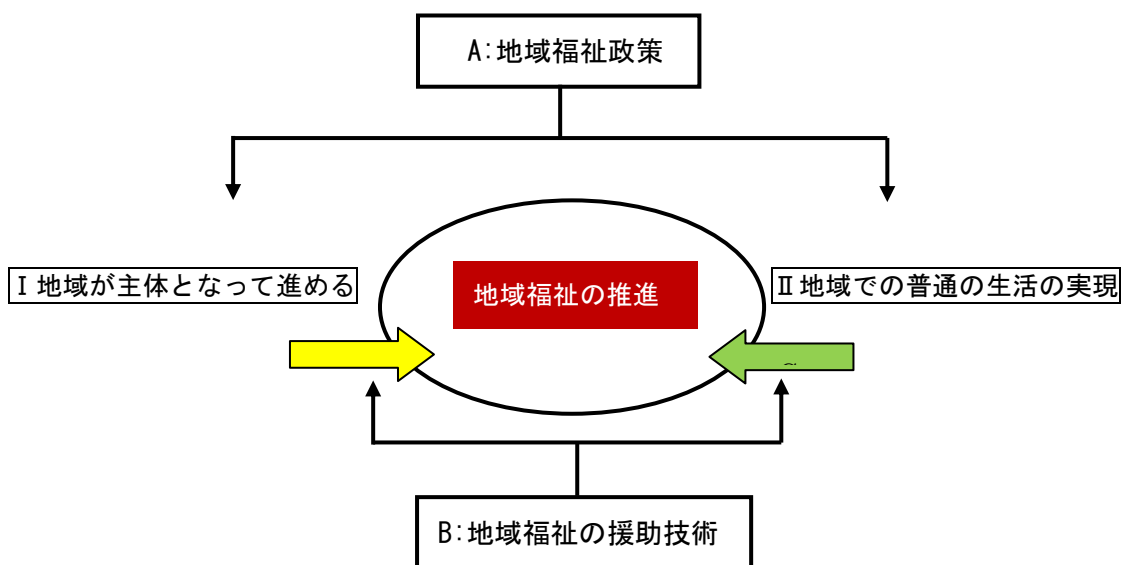 A:地域福祉政策
Ⅰ地域が主体となって進める
地域福祉の推進
Ⅱ地域での普通の生活の実現
~
B:地域福祉の援助技術